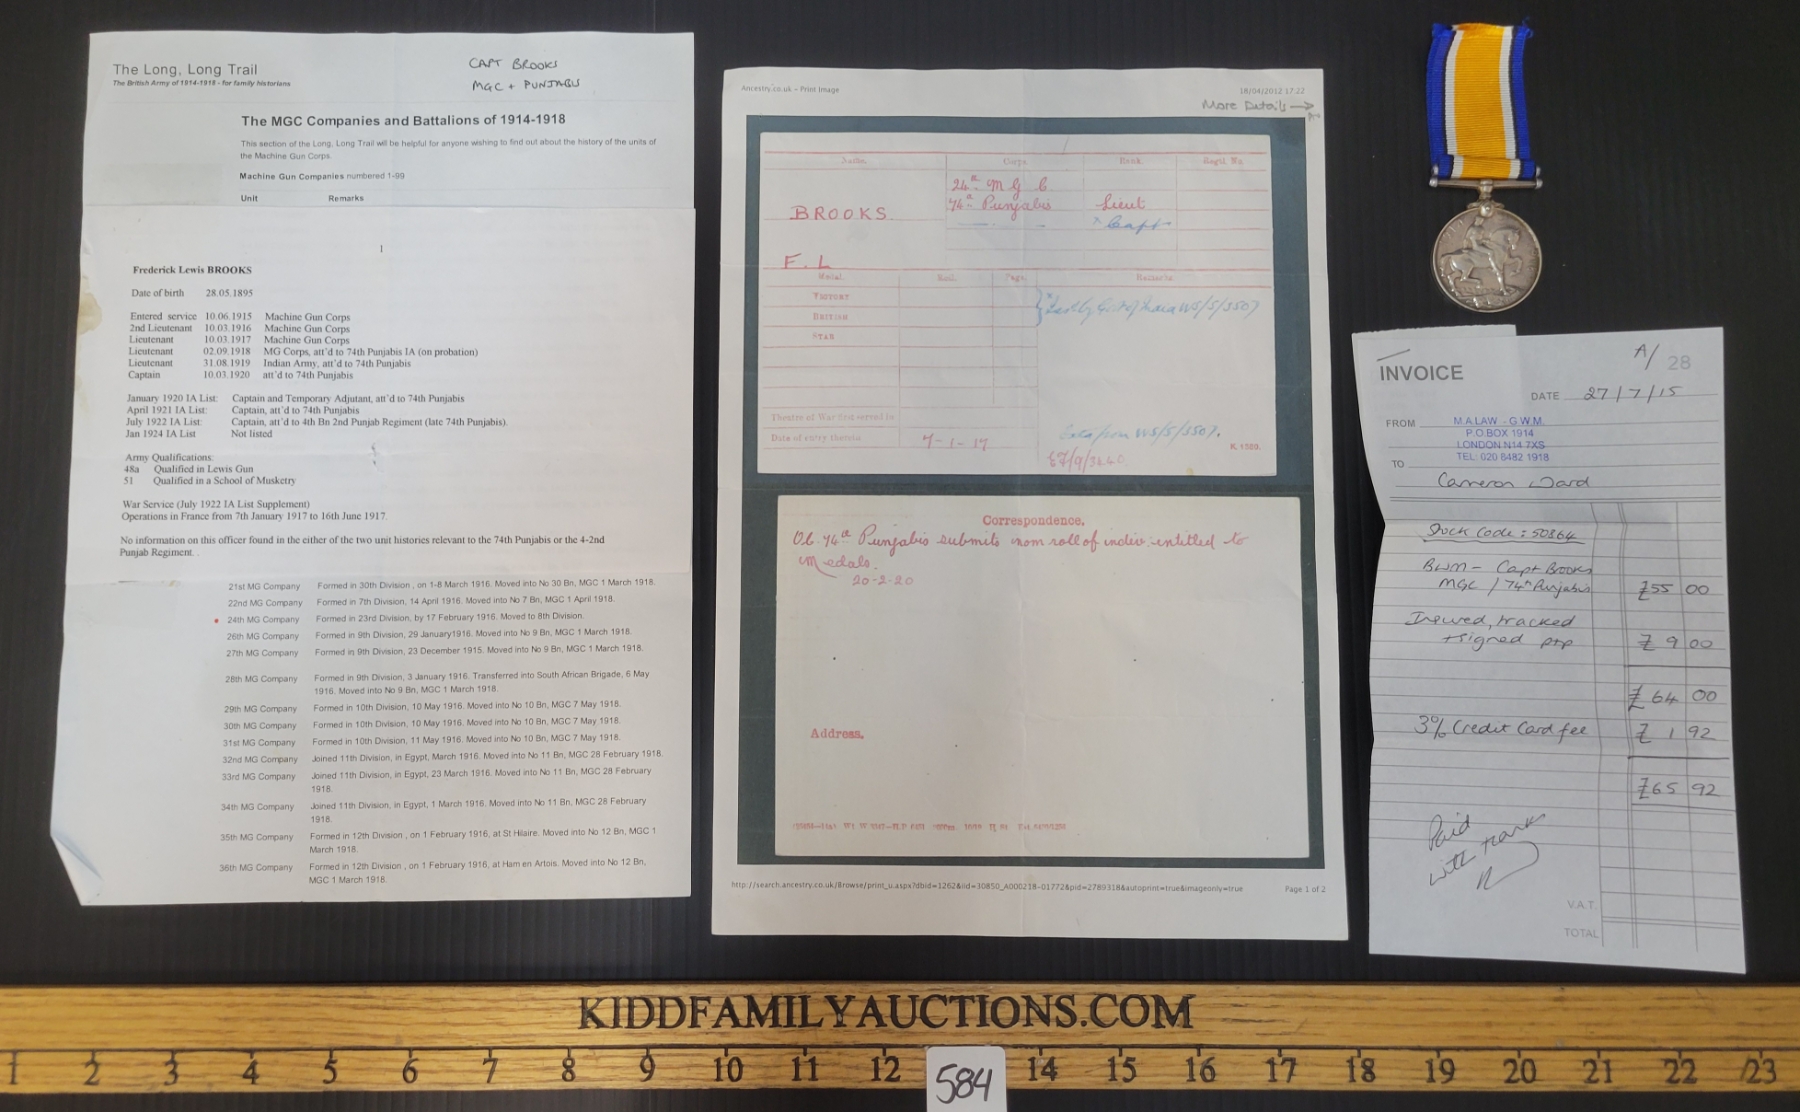 The Long, Long Trail
The British Army of 1914-1918 - for family historians
CAPT BROOKS
MGC + PUNJABIS
The MGC Companies and Battalions of 1914-1918
This section of the Long, Long Trail will be helpful for anyone wishing to find out about the history of the units of
the Machine Gun Corps.
Machine Gun Companies numbered 1-99
Unit Remarks
1
Frederick Lewis BROOKS
Date of birth 28.05.1895
Entered service 10.06.1915 Machine Gun Corps
2nd Lieutenant 10.03.1916 Machine Gun Corps
Lieutenant 10.03.1917 Machine Gun Corps
Lieutenant 02.09.1918 MG Corps, att'd to 74th Punjabis IA (on probation)
Lieutenant 31.08.1919 Indian Army, att'd to 74th Punjabis
Captain 10.03.1920 att'd to 74th Punjabis
January 1920 IA List: Captain and Temporary Adjutant, att'd to 74th Punjabis
April 1921 IA List: Captain, att'd to 74th Punjabis
July 1922 IA List: Captain, att'd to 4th Bn 2nd Punjab Regiment (late 74th Punjabis).
Jan 1924 IA List Not listed
Army Qualifications:
48a Qualified in Lewis Gun
51 Qualified in a School of Musketry
War Service (July 1922 IA List Supplement)
Operations in France from 7th January 1917 to 16th June 1917.
No information on this officer found in the either of the two unit histories relevant to the 74th Punjabis or the 4-2nd
Punjab Regiment. .
21st MG Company Formed in 30th Division , on 1-8 March 1916. Moved into No 30 Bn, MGC 1 March 1918.
22nd MG Company Formed in 7th Division, 14 April 1916. Moved into No 7 Bn, MGC 1 April 1918.
24th MG Company Formed in 23rd Division, by 17 February 1916. Moved to 8th Division.
26th MG Company Formed in 9th Division, 29 January1916. Moved into No 9 Bn, MGC 1 March 1918.
27th MG Company Formed in 9th Division, 23 December 1915. Moved into No 9 Bn, MGC 1 March 1918.
28th MG Company Formed in 9th Division, 3 January 1916. Transferred into South African Brigade, 6 May
1916. Moved into No 9 Bn, MGC 1 March 1918.
29th MG Company Formed in 10th Division, 10 May 1916. Moved into No 10 Bn, MGC 7 May 1918.
30th MG Company Formed in 10th Division, 10 May 1916. Moved into No 10 Bn, MGC 7 May 1918.
31st MG Company Formed in 10th Division, 11 May 1916. Moved into No 10 Bn, MGC 7 May 1918.
32nd MG Company Joined 11th Division, in Egypt, March 1916. Moved into No 11 Bn, MGC 28 February 1918.
33rd MG Company Joined 11th Division, in Egypt, 23 March 1916. Moved into No 11 Bn, MGC 28 February
1918.
34th MG Company Joined 11th Division, in Egypt, 1 March 1916. Moved into No 11 Bn, MGC 28 February
1918.
35th MG Company Formed in 12th Division , on 1 February 1916, at St Hilaire. Moved into No 12 Bn, MGC 1
March 1918.
36th MG Company Formed in 12th Division , on 1 February 1916, at Ham en Artois. Moved into No 12 Bn,
MGC 1 March 1918.
Ancestry.co.uk - Print Image 18/04/2012 17:22
More Details →
Name. Corps. Rank. Regtl. No.
24th M G C
BROOKS 74th Punjabis Lieut
x Capt
F. L
Medal. Roll. Page. Remarks
VICTORY
BRITISH
STAR
Theatre of War first served in
Date of entry therein 7-1-17
K. 1380.
Correspondence.
O.C. 74th Punjabis submits nom roll of indiv. entitled to
Medals.
20-2-20
Address.
http://search.ancestry.co.uk/Browse/print_u.aspx?dbid=1262&iid=30850_A000218-01772&pid=2789318&autoprint=true&imageonly=true Page 1 of 2
A/28
INVOICE
DATE 27/7/15
FROM M.A.LAW - G.W.M.
P.O.BOX 1914
LONDON N14 7XS
TEL: 020 8482 1918
TO
Cameron Ward
Stock Code: 50364
BWM - Capt Brooks
MGC / 74th Punjabis £55 00
Insured, tracked
+ signed p+p £ 9 00
£64 00
3% Credit Card fee £ 1 92
£65 92
Paid
with thanks
V.A.T.
TOTAL
KIDDFAMILYAUCTIONS.COM
1 2 3 4 5 6 7 8 9 10 11 12 14 15 16 17 18 19 20 21 22 23
584